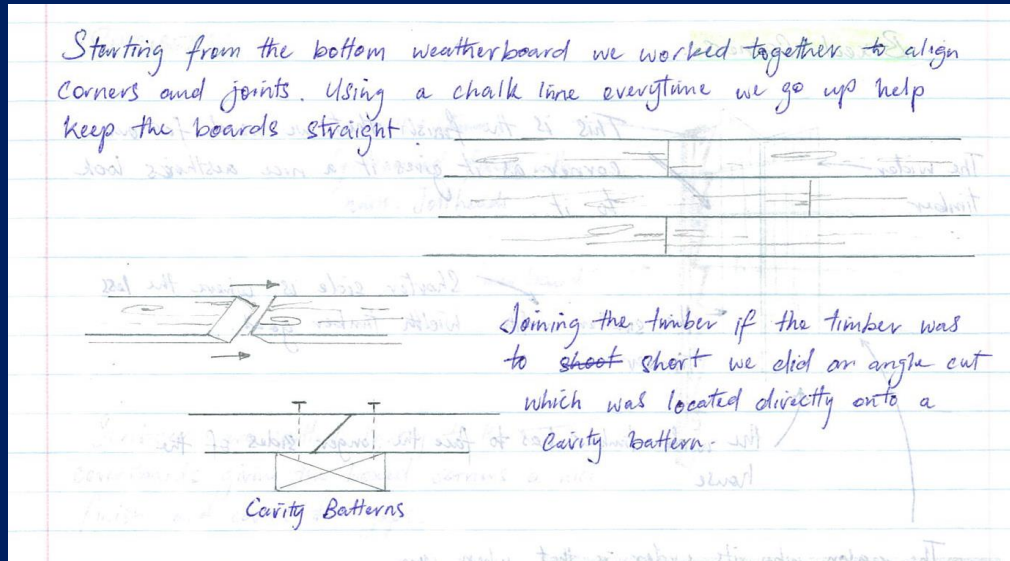 Starting from the bottom weatherboard we worked together to align
corners and joints. Using a chalk line everytime we go up help
keep the boards straight.
Joining the timber if the timber was
to shoot short we did an angle cut
which was located directly onto a
Cavity battern.
Cavity Batterns